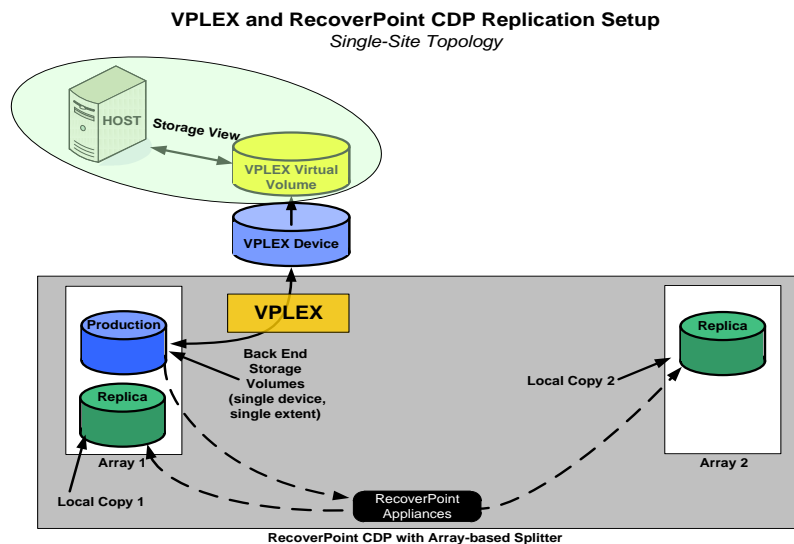 VPLEX and RecoverPoint CDP Replication Setup
Single-Site Topology
HOST
Storage View
VPLEX Virtual
Volume
VPLEX Device
VPLEX
Production
Back End
Storage
Volumes
(single device,
single extent)
Replica
Array 1
Local Copy 1
Replica
Local Copy 2
Array 2
RecoverPoint
Appliances
RecoverPoint CDP with Array-based Splitter